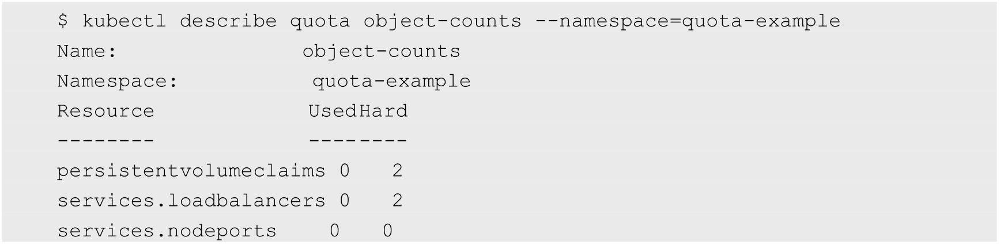 $ kubectl describe quota object-counts --namespace=quota-example
Name:               object-counts
Namespace:           quota-example
Resource             UsedHard
--------             --------
persistentvolumeclaims 0   2
services.loadbalancers 0   2
services.nodeports    0   0